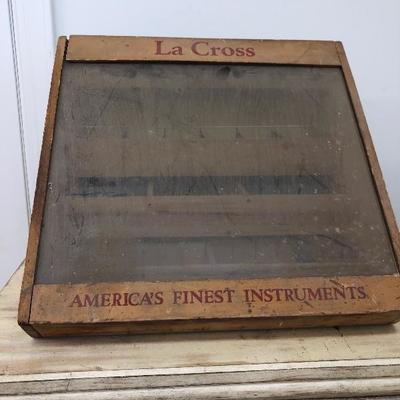 La Cross
AMERICA'S FINEST INSTRUMENTS